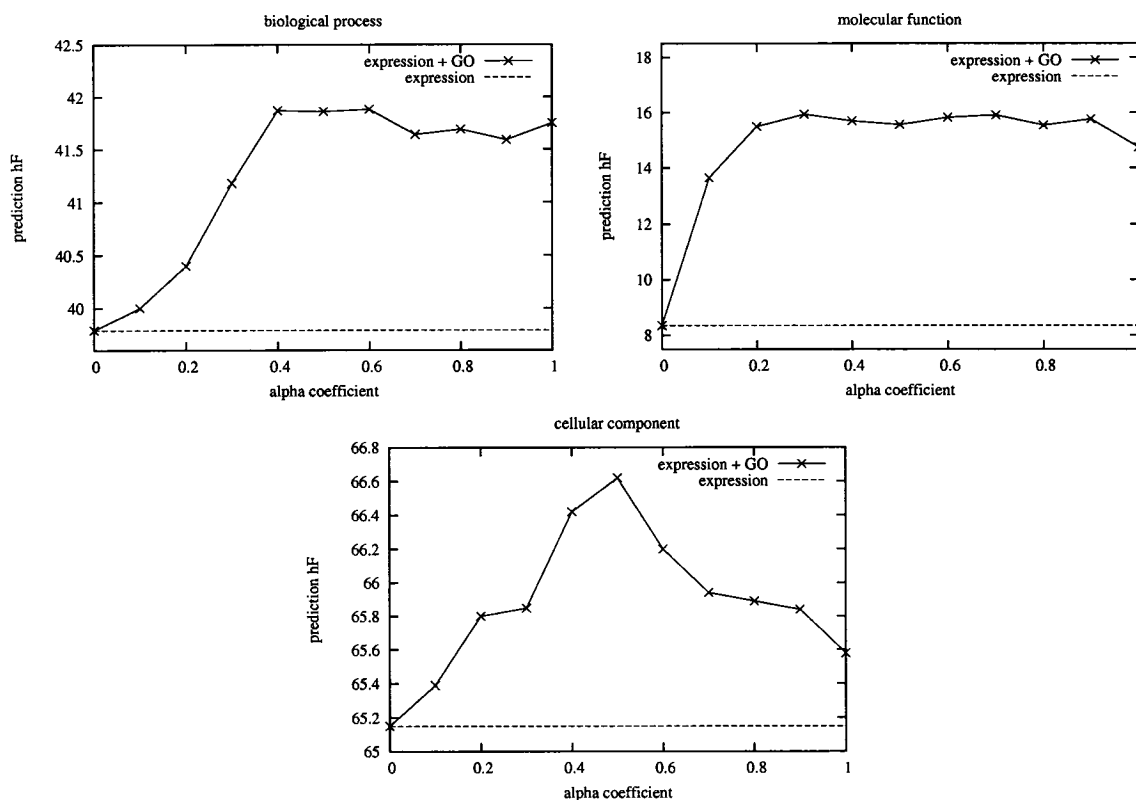 biological process
42.5
42
41.5
41
40.5
40
prediction hF
expression + GO
expression
0 0.2 0.4 0.6 0.8 1
alpha coefficient
molecular function
18
16
14
12
10
8
prediction hF
expression + GO
expression
0 0.2 0.4 0.6 0.8
alpha coefficient
cellular component
66.8
66.6
66.4
66.2
66
65.8
65.6
65.4
65.2
65
prediction hF
expression + GO
expression
0 0.2 0.4 0.6 0.8 1
alpha coefficient